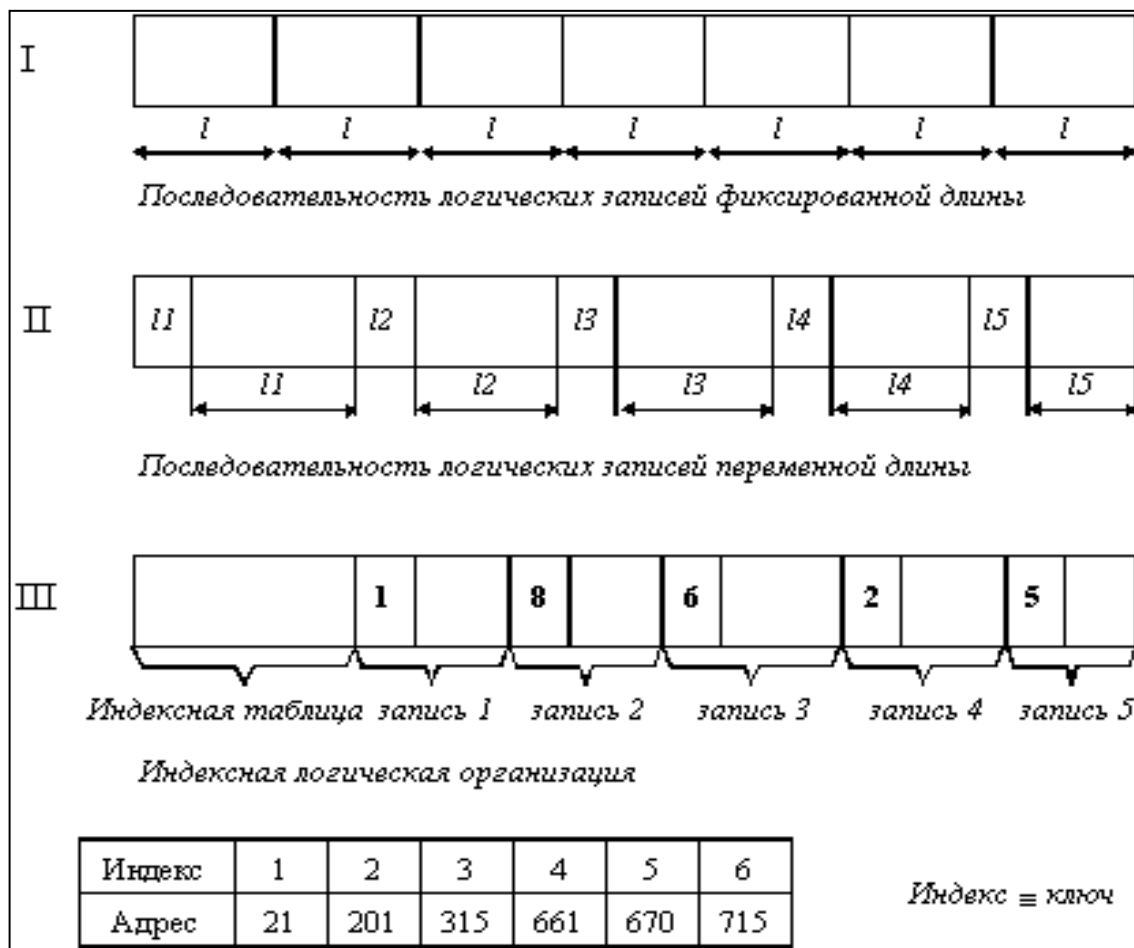 I
l l l l l l l
Последовательность логических записей фиксированной длины
II
l1 l2 l3 l4 l5
l1 l2 l3 l4 l5
Последовательность логических записей переменной длины
III
1 8 6 2 5
Индексная таблица запись 1 запись 2 запись 3 запись 4 запись 5
Индексная логическая организация
Индекс 1 2 3 4 5 6
Адрес 21 201 315 661 670 715
Индекс ≡ ключ